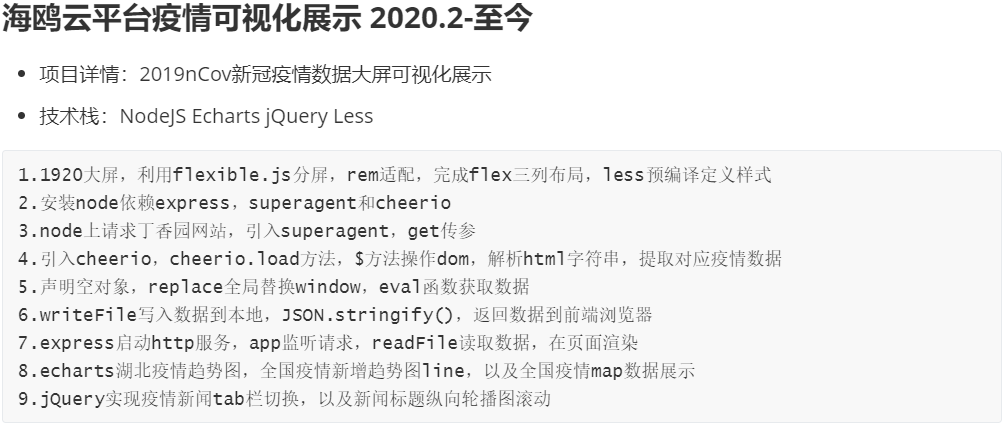 海鸥云平台疫情可视化展示 2020.2-至今
项目详情：2019nCov新冠疫情数据大屏可视化展示
技术栈：NodeJS Echarts jQuery Less
1.1920大屏，利用flexible.js分屏，rem适配，完成flex三列布局，less预编译定义样式
2.安装node依赖express，superagent和cheerio
3.node上请求丁香园网站，引入superagent，get传参
4.引入cheerio，cheerio.load方法，$方法操作dom，解析html字符串，提取对应疫情数据
5.声明空对象，replace全局替换window，eval函数获取数据
6.writeFile写入数据到本地，JSON.stringify()，返回数据到前端浏览器
7.express启动http服务，app监听请求，readFile读取数据，在页面渲染
8.echarts湖北疫情趋势图，全国疫情新增趋势图line，以及全国疫情map数据展示
9.jQuery实现疫情新闻tab栏切换，以及新闻标题纵向轮播图滚动